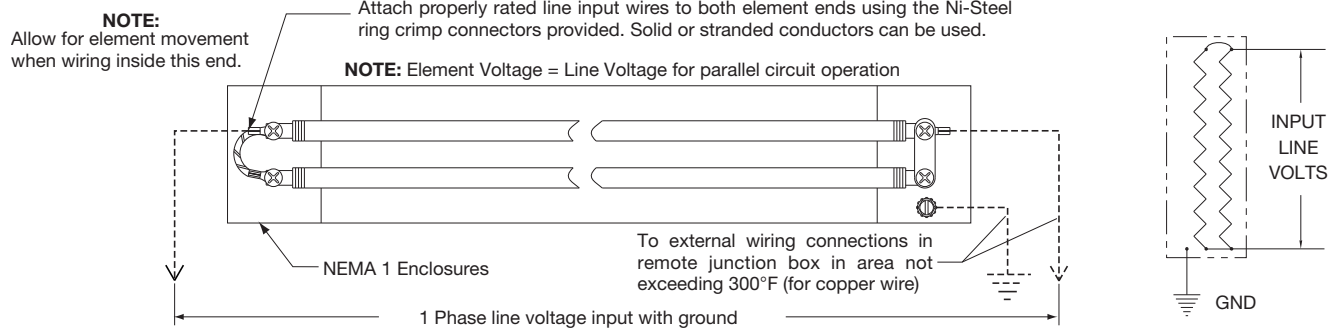 NOTE:
Allow for element movement
when wiring inside this end.
Attach properly rated line input wires to both element ends using the Ni-Steel
ring crimp connectors provided. Solid or stranded conductors can be used.
NOTE: Element Voltage = Line Voltage for parallel circuit operation
NEMA 1 Enclosures
To external wiring connections in
remote junction box in area not
exceeding 300°F (for copper wire)
1 Phase line voltage input with ground
INPUT
LINE
VOLTS
GND